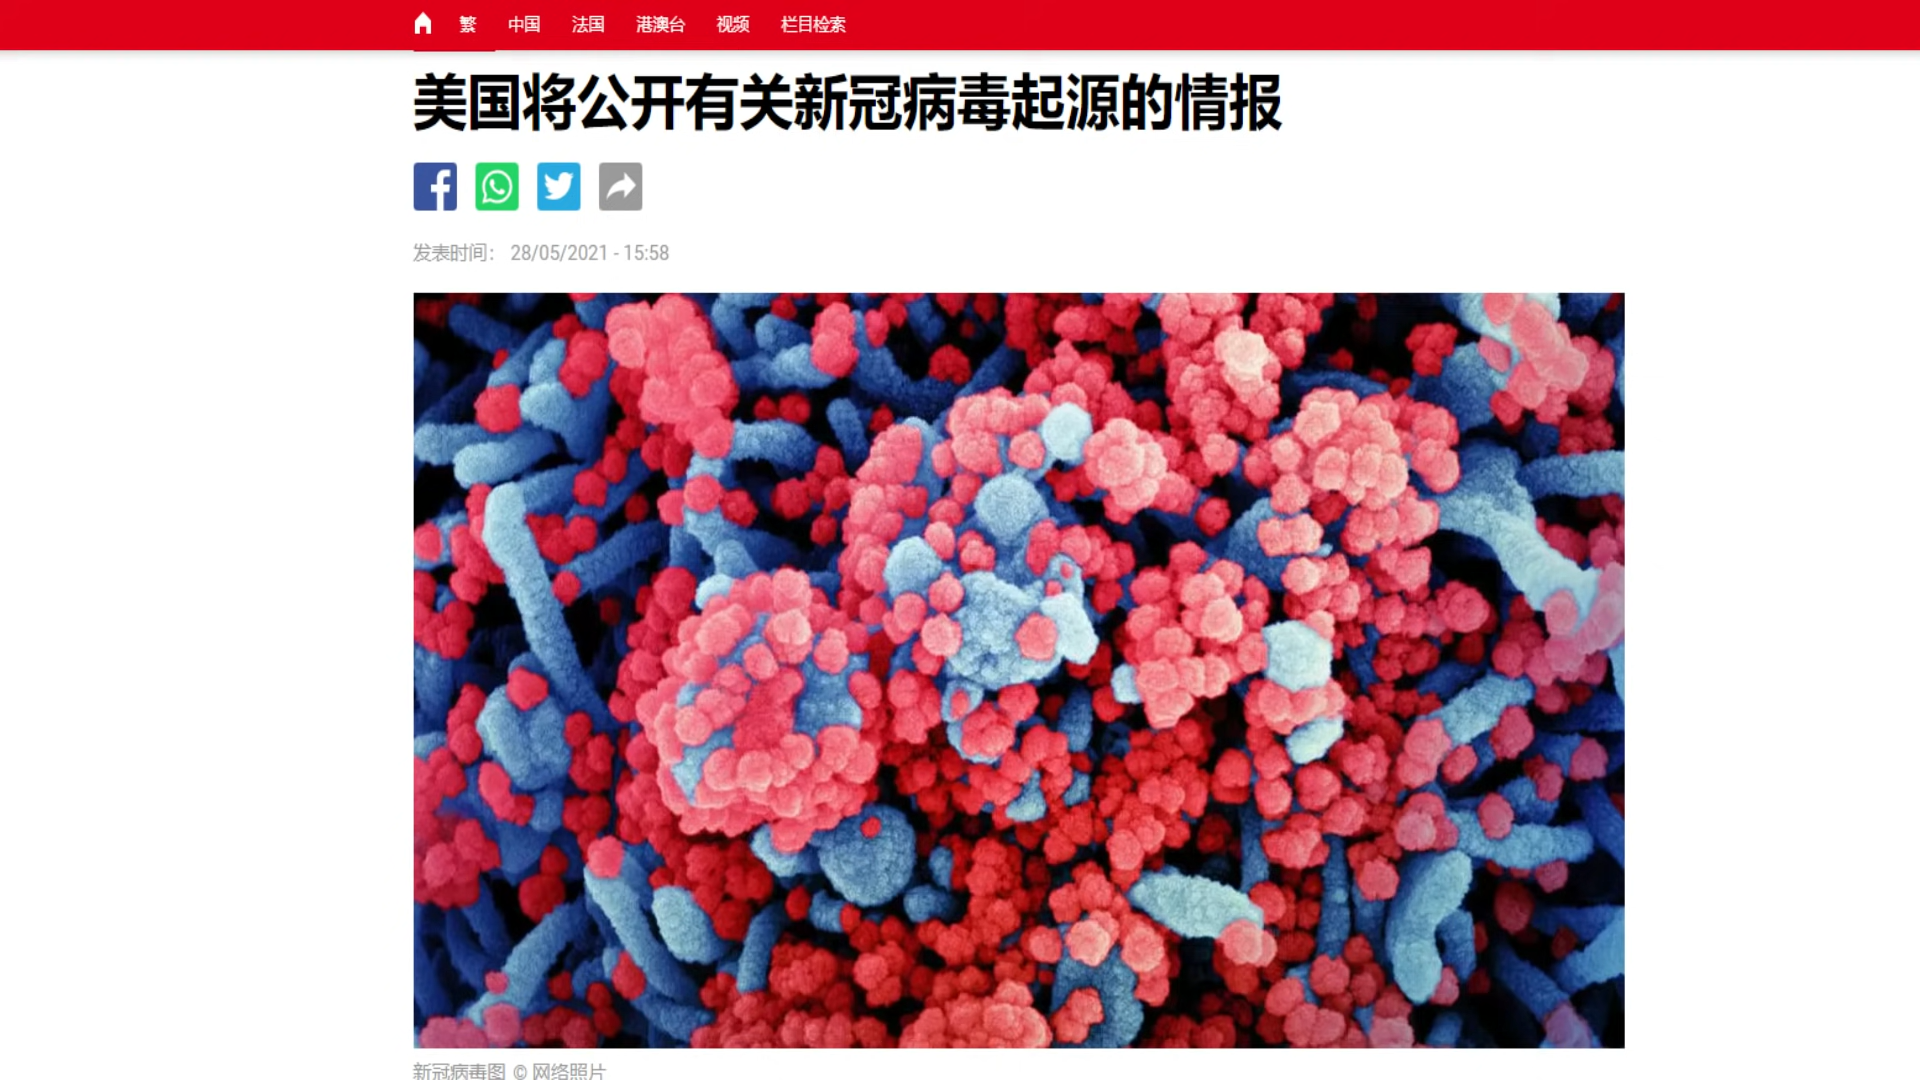 繁 中国 法国 港澳台 视频 栏目检索
美国将公开有关新冠病毒起源的情报
发表时间： 28/05/2021 - 15:58
新冠病毒图 © 网络照片